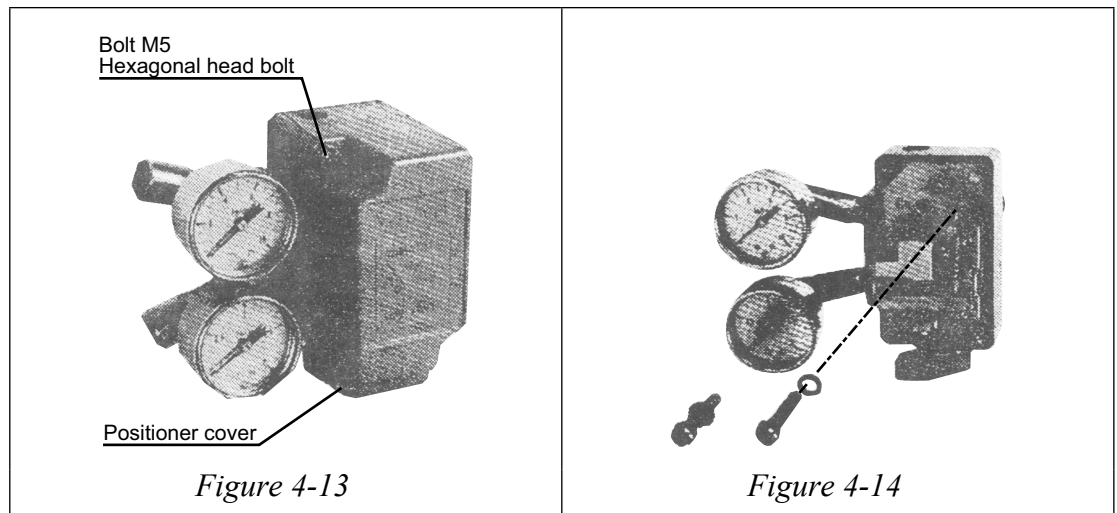 Bolt M5
Hexagonal head bolt
Positioner cover
Figure 4-13
Figure 4-14